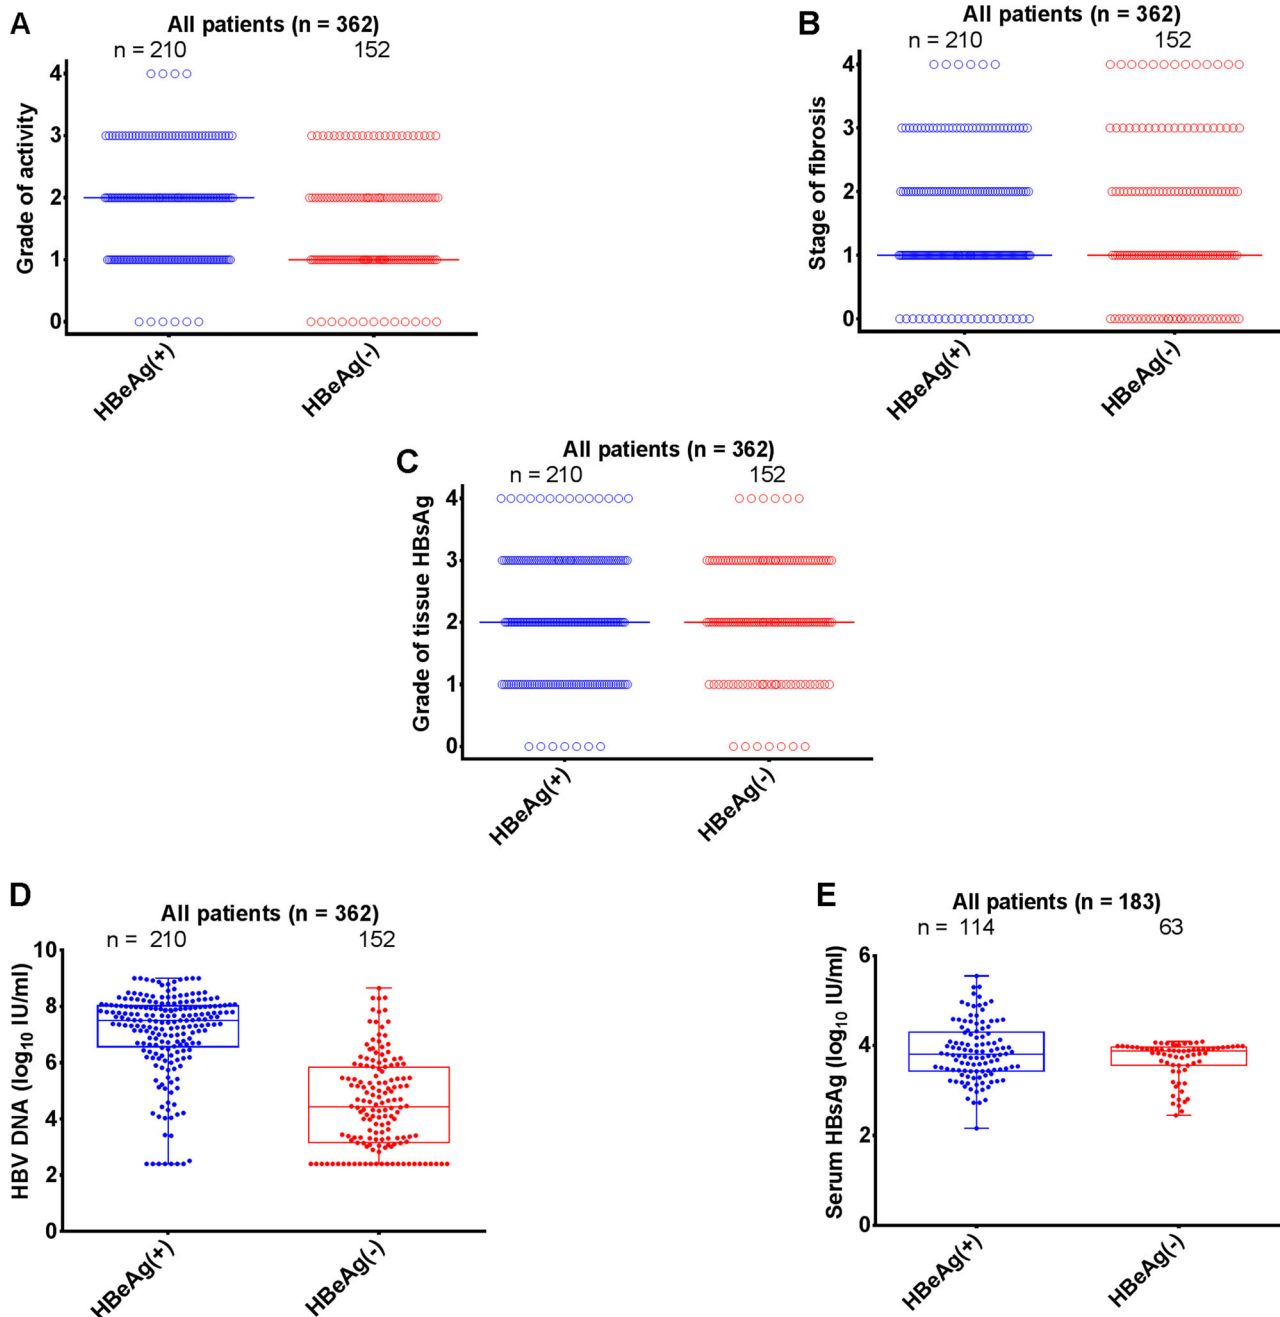 A
All patients (n = 362)
n = 210 152
Grade of activity
4
3
2
1
0
HBeAg(+) HBeAg(-)
B
All patients (n = 362)
n = 210 152
Stage of fibrosis
4
3
2
1
0
HBeAg(+) HBeAg(-)
C
All patients (n = 362)
n = 210 152
Grade of tissue HBsAg
4
3
2
1
0
HBeAg(+) HBeAg(-)
D
All patients (n = 362)
n = 210 152
HBV DNA (log10 IU/ml)
10
8
6
4
2
0
HBeAg(+) HBeAg(-)
E
All patients (n = 183)
n = 114 63
Serum HBsAg (log10 IU/ml)
6
4
2
0
HBeAg(+) HBeAg(-)